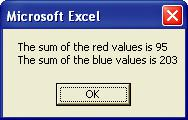 Microsoft Excel
The sum of the red values is 95
The sum of the blue values is 203
OK